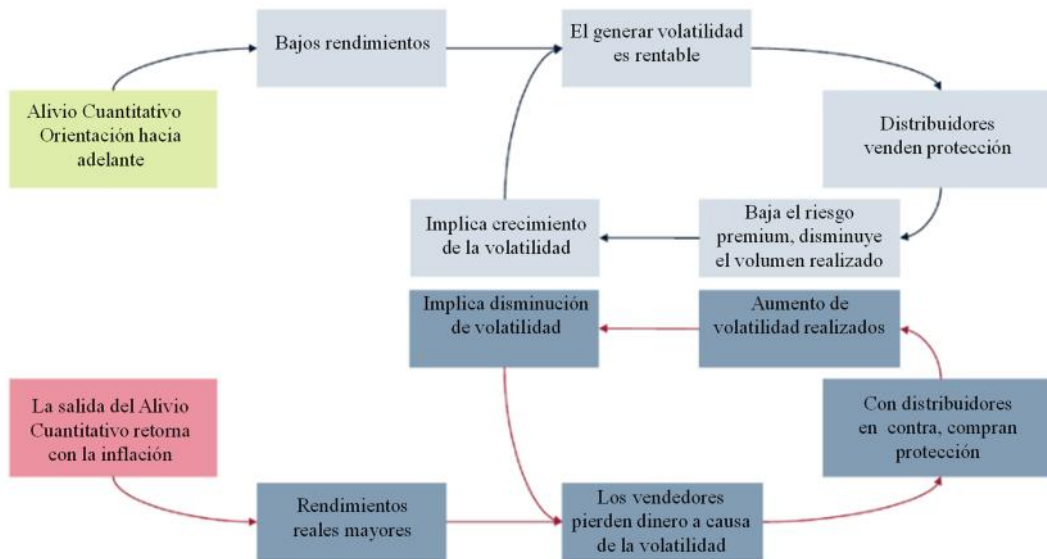 Bajos rendimientos
El generar volatilidad
es rentable
Alivio Cuantitativo
Orientación hacia
adelante
Distribuidores
venden protección
Implica crecimiento
de la volatilidad
Baja el riesgo
premium, disminuye
el volumen realizado
Implica disminución
de volatilidad
Aumento de
volatilidad realizados
La salida del Alivio
Cuantitativo retorna
con la inflación
Con distribuidores
en contra, compran
protección
Rendimientos
reales mayores
Los vendedores
pierden dinero a causa
de la volatilidad